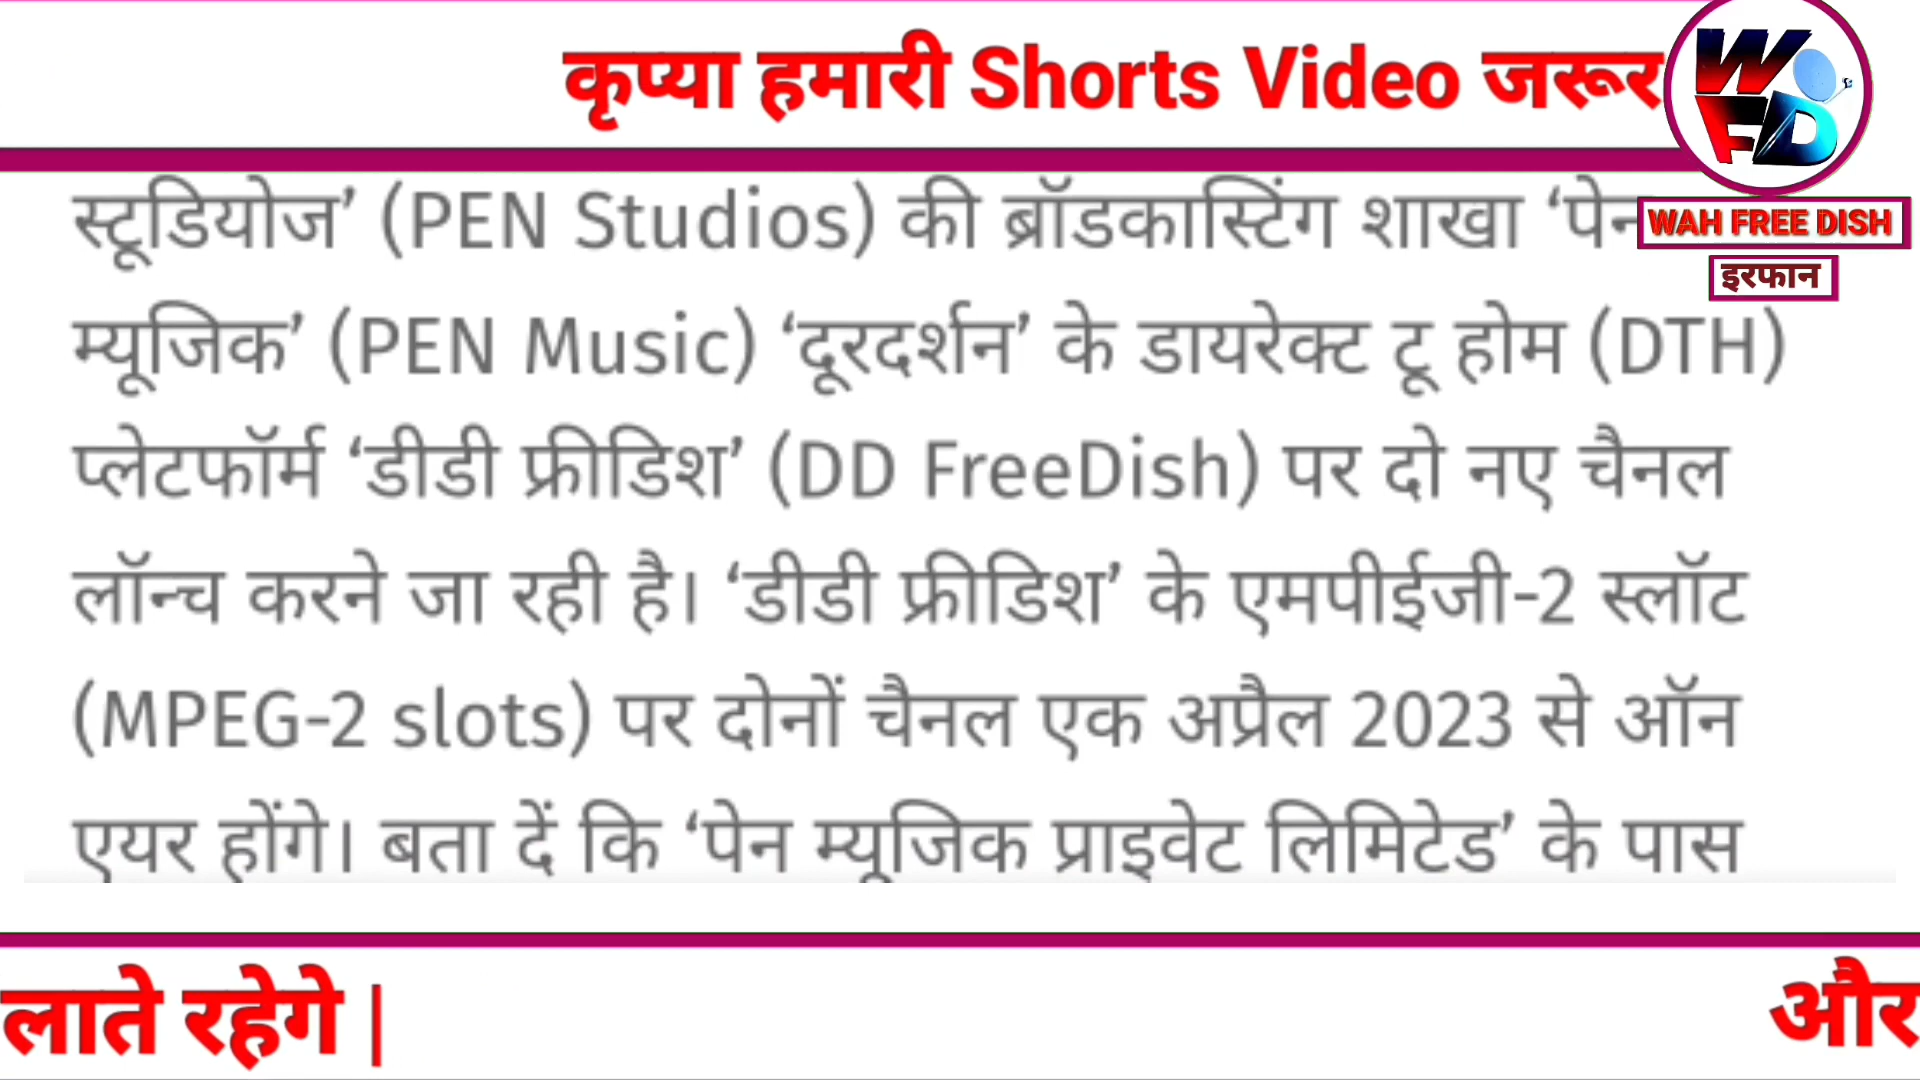 कृप्या हमारी Shorts Video जरूर
WFD
स्टूडियोज’ (PEN Studios) की ब्रॉडकास्टिंग शाखा ‘पेन
WAH FREE DISH
इरफान
म्यूजिक’ (PEN Music) ‘दूरदर्शन’ के डायरेक्ट टू होम (DTH)
प्लेटफॉर्म ‘डीडी फ्रीडिश’ (DD FreeDish) पर दो नए चैनल
लॉन्च करने जा रही है। ‘डीडी फ्रीडिश’ के एमपीईजी-2 स्लॉट
(MPEG-2 slots) पर दोनों चैनल एक अप्रैल 2023 से ऑन
एयर होंगे। बता दें कि ‘पेन म्यूजिक प्राइवेट लिमिटेड’ के पास
लाते रहेगे | और